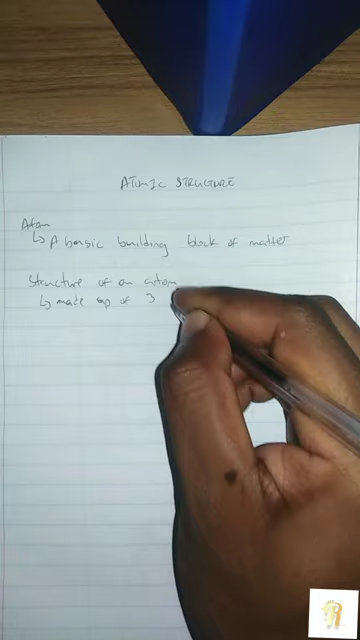 ATOMIC STRUCTURE
Atom
↳ A basic building block of matter
Structure of an atom
↳ made up of 3